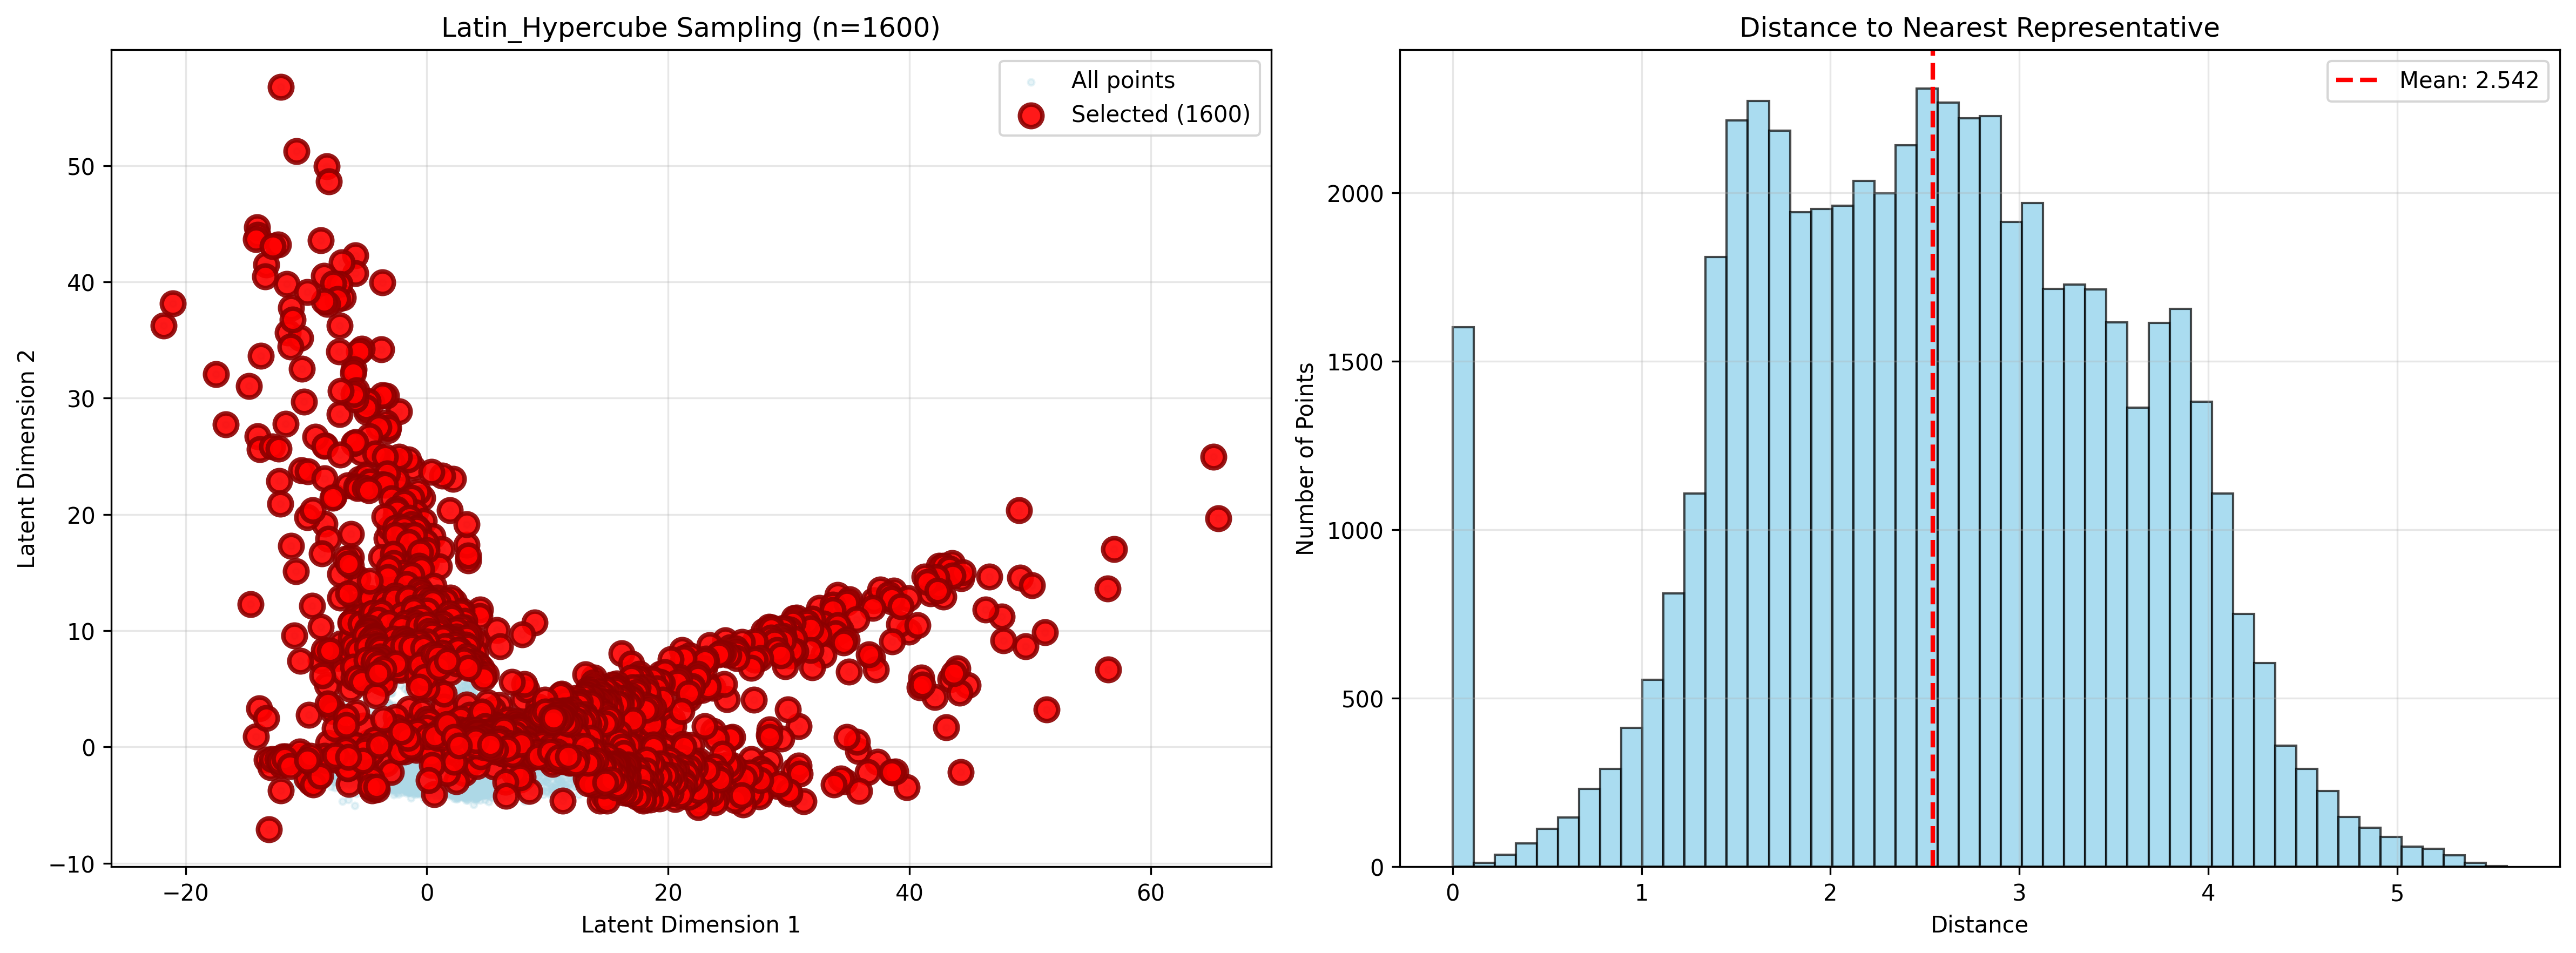 Latin_Hypercube Sampling (n=1600)
All points
Selected (1600)
Latent Dimension 2
50
40
30
20
10
0
−10
−20
0
20
40
60
Latent Dimension 1
Distance to Nearest Representative
Mean: 2.542
Number of Points
2000
1500
1000
500
0
0
1
2
3
4
5
Distance